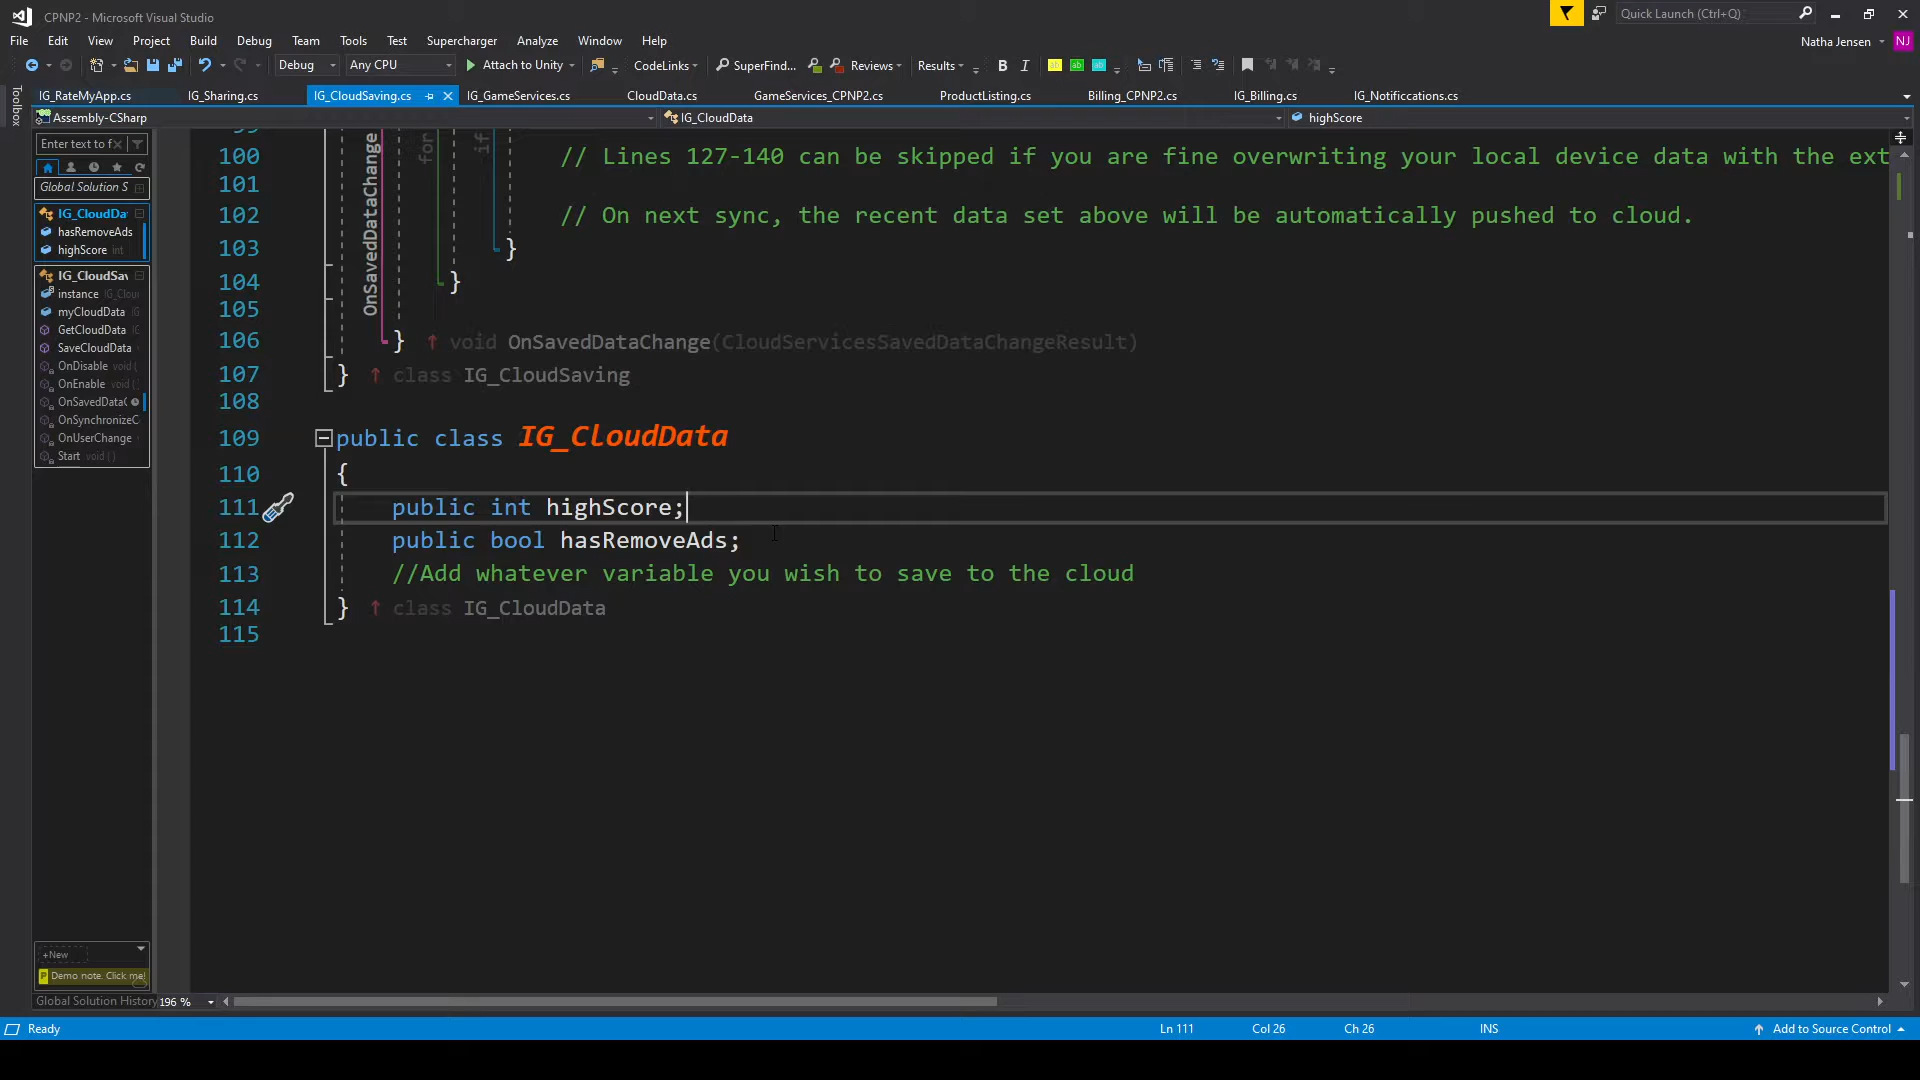 CPNP2 - Microsoft Visual Studio
Quick Launch (Ctrl+Q)
File Edit View Project Build Debug Team Tools Test Supercharger Analyze Window Help
Natha Jensen NJ
Debug Any CPU Attach to Unity CodeLinks SuperFind... Reviews Results B I ab ab ab
Toolbox
IG_RateMyApp.cs IG_Sharing.cs IG_CloudSaving.cs IG_GameServices.cs CloudData.cs GameServices_CPNP2.cs ProductListing.cs Billing_CPNP2.cs IG_Billing.cs IG_Notificcations.cs
Assembly-CSharp IG_CloudData highScore
Enter text to f
Global Solution S
IG_CloudDa
hasRemoveAds
highScore int
IG_CloudSav
instance IG_Clou
myCloudData IG
GetCloudData IG
SaveCloudData
OnDisable void (
OnEnable void (
OnSavedDataC
OnSynchronizeC
OnUserChange
Start void ()
OnSavedDataChange
for
if
99
100 // Lines 127-140 can be skipped if you are fine overwriting your local device data with the ext
101
102 // On next sync, the recent data set above will be automatically pushed to cloud.
103 }
104 }
105
106 } ↑ void OnSavedDataChange(CloudServicesSavedDataChangeResult)
107 } ↑ class IG_CloudSaving
108
109 public class IG_CloudData
110 {
111 public int highScore;
112 public bool hasRemoveAds;
113 //Add whatever variable you wish to save to the cloud
114 } ↑ class IG_CloudData
115
+New
Demo note. Click me!
Global Solution History 196 %
Ready Ln 111 Col 26 Ch 26 INS Add to Source Control